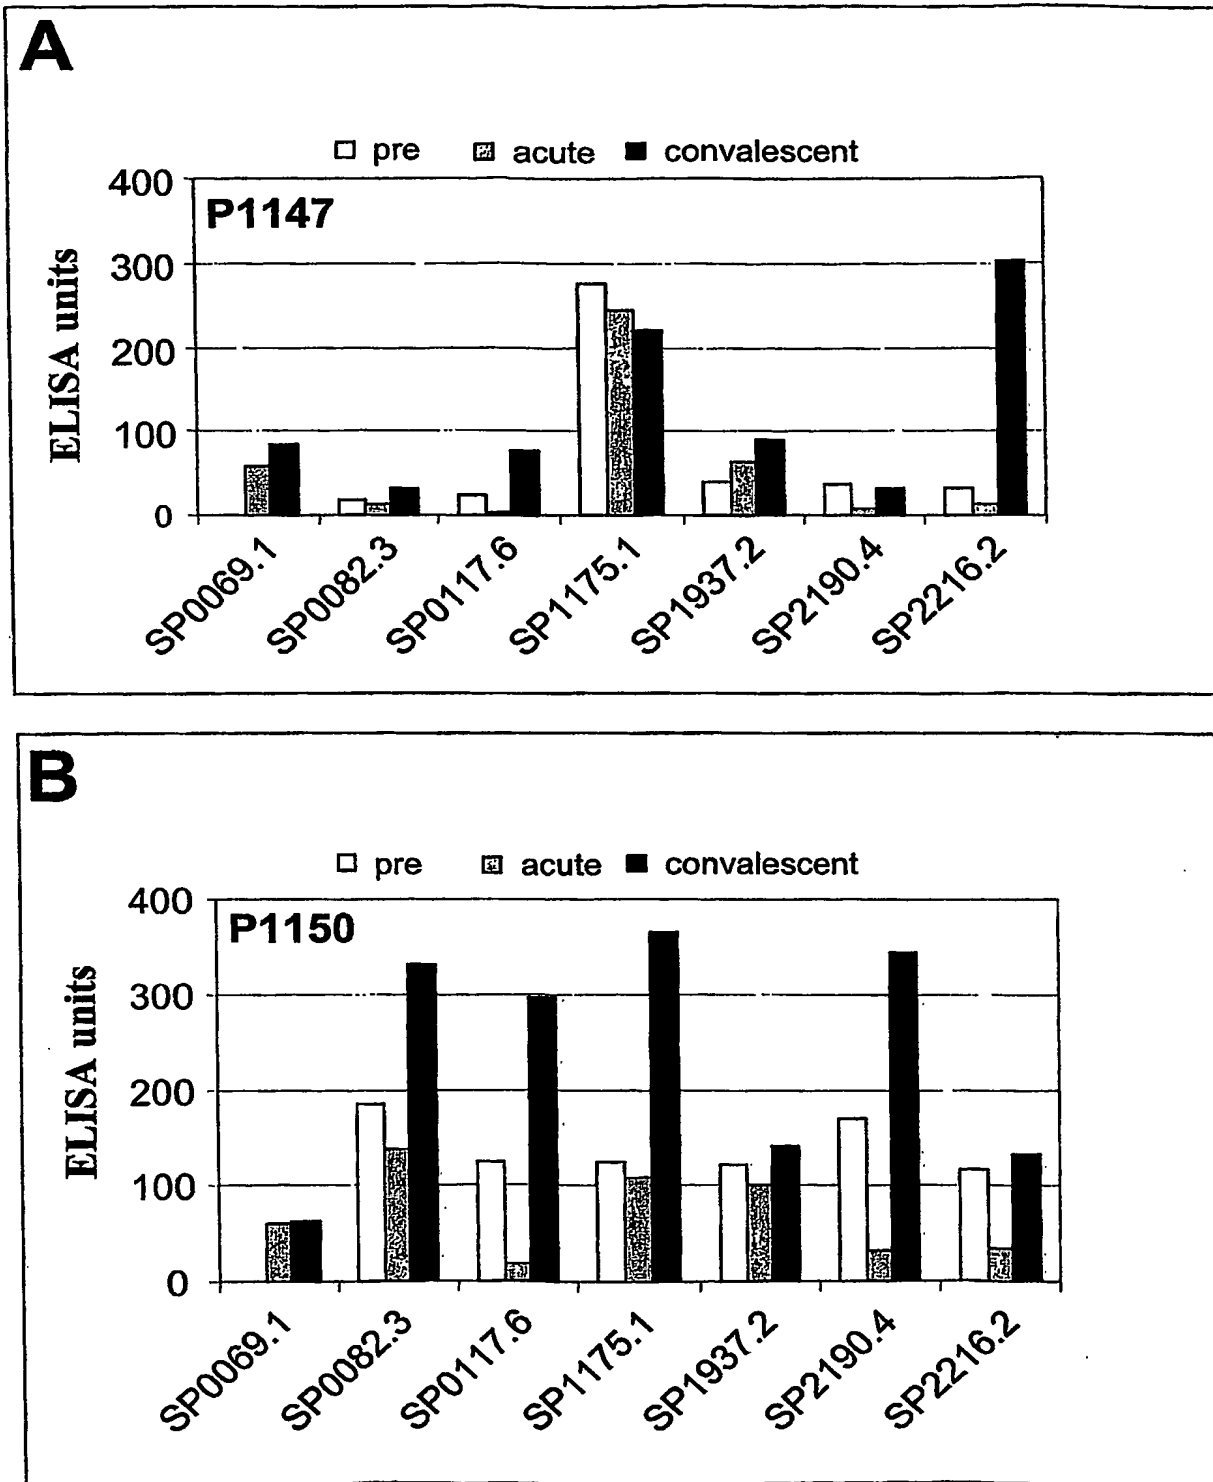 A
pre acute convalescent
P1147
ELISA units
400
300
200
100
0
SP0069.1 SP0082.3 SP0117.6 SP1175.1 SP1937.2 SP2190.4 SP2216.2
B
pre acute convalescent
P1150
ELISA units
400
300
200
100
0
SP0069.1 SP0082.3 SP0117.6 SP1175.1 SP1937.2 SP2190.4 SP2216.2